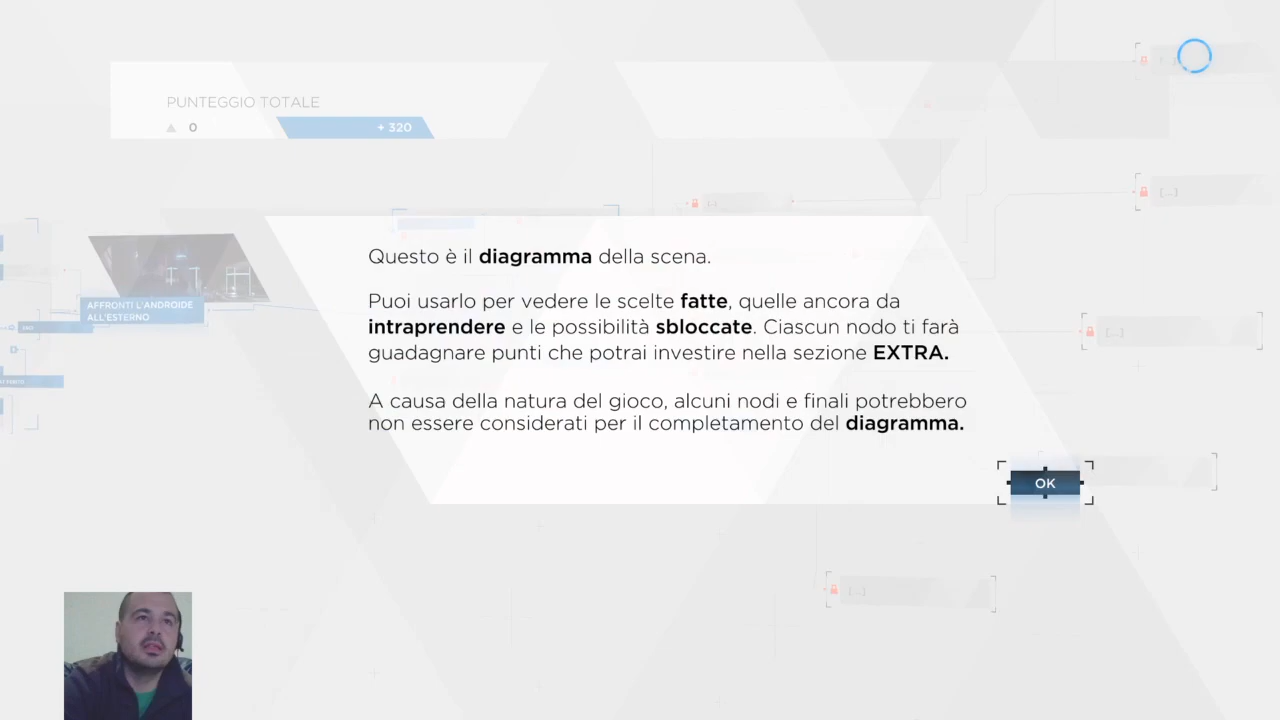 PUNTEGGIO TOTALE
0
+ 320
[...]
[...]
Questo è il diagramma della scena.
AFFRONTI L'ANDROIDE
ALL'ESTERNO
Puoi usarlo per vedere le scelte fatte, quelle ancora da
intraprendere e le possibilità sbloccate. Ciascun nodo ti farà
guadagnare punti che potrai investire nella sezione EXTRA.
[...]
A causa della natura del gioco, alcuni nodi e finali potrebbero
non essere considerati per il completamento del diagramma.
OK
[...]